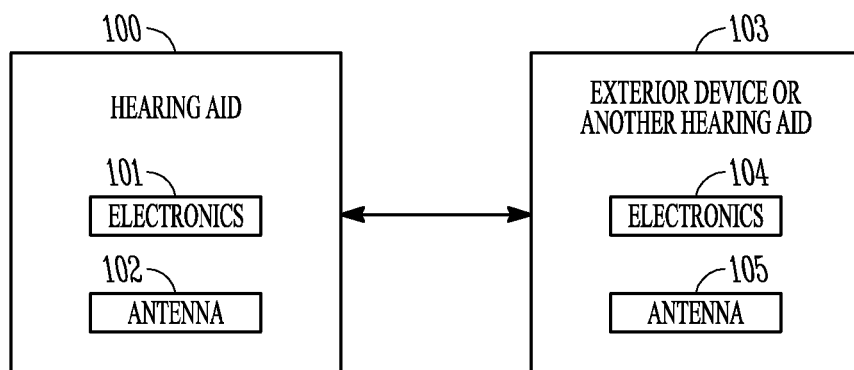 100
HEARING AID
101
ELECTRONICS
102
ANTENNA
103
EXTERIOR DEVICE OR
ANOTHER HEARING AID
104
ELECTRONICS
105
ANTENNA